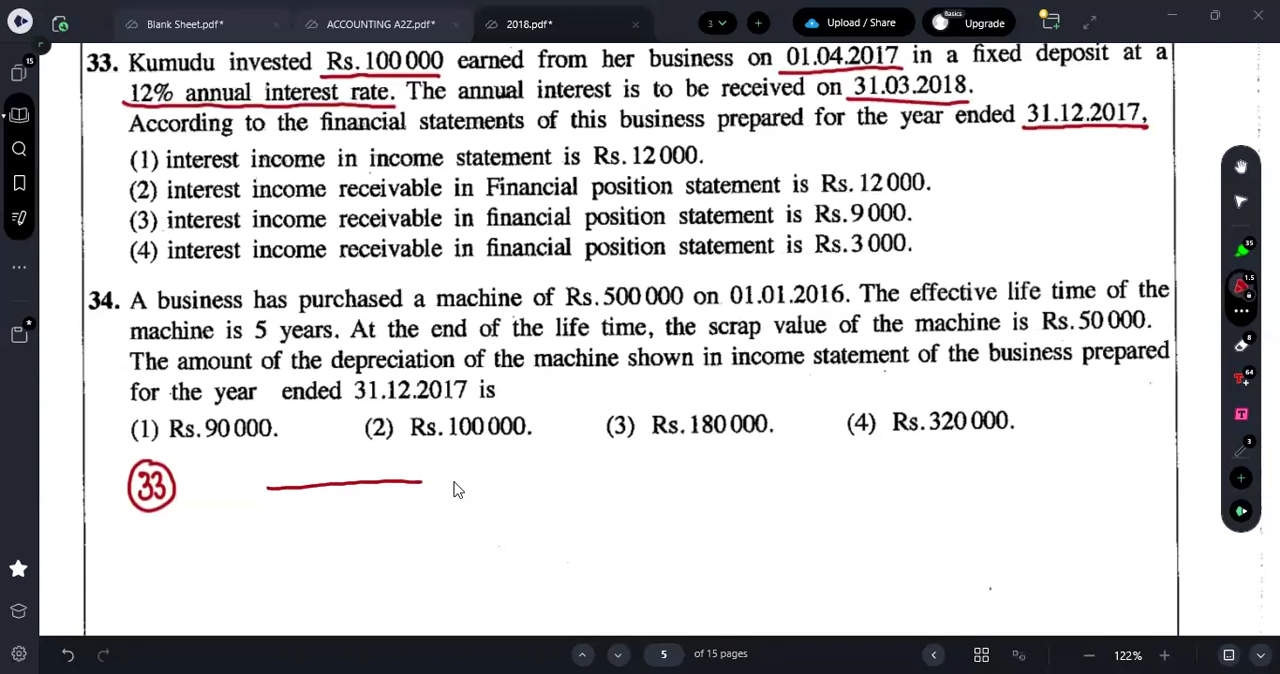 Blank Sheet.pdf*
ACCOUNTING A2Z.pdf*
2018.pdf*
3
Upload / Share
Basics
Upgrade
33. Kumudu invested Rs. 100 000 earned from her business on 01.04.2017 in a fixed deposit at a
12% annual interest rate. The annual interest is to be received on 31.03.2018.
According to the financial statements of this business prepared for the year ended 31.12.2017,
(1) interest income in income statement is Rs. 12 000.
(2) interest income receivable in Financial position statement is Rs. 12 000.
(3) interest income receivable in financial position statement is Rs. 9 000.
(4) interest income receivable in financial position statement is Rs. 3 000.
34. A business has purchased a machine of Rs. 500 000 on 01.01.2016. The effective life time of the
machine is 5 years. At the end of the life time, the scrap value of the machine is Rs. 50 000.
The amount of the depreciation of the machine shown in income statement of the business prepared
for the year ended 31.12.2017 is
(1) Rs. 90 000. (2) Rs. 100 000. (3) Rs. 180 000. (4) Rs. 320 000.
33
15
35
1.5
8
64
3
5 of 15 pages
122%